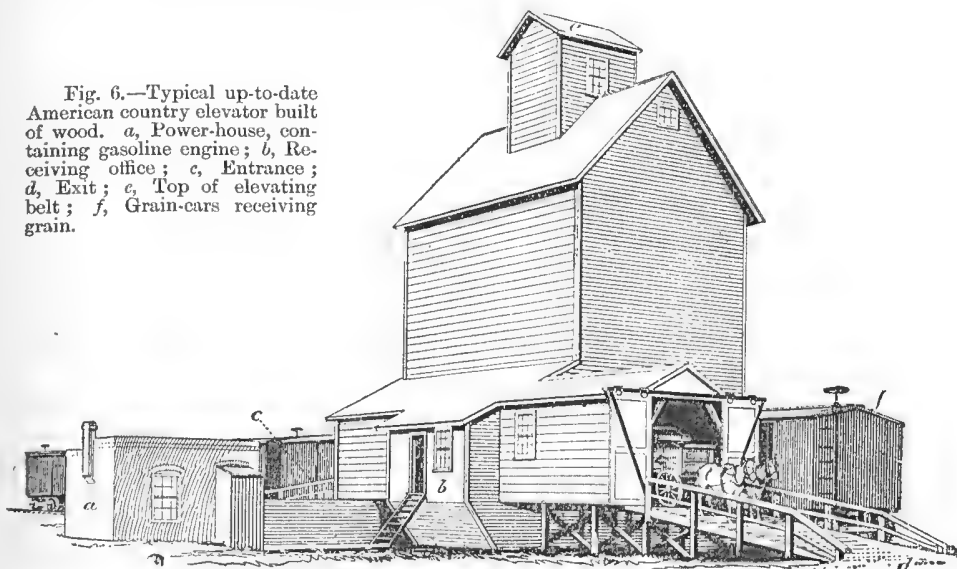 Fig. 6.—Typical up-to-date
American country elevator built
of wood. a, Power-house, con-
taining gasoline engine; b, Re-
ceiving office; c, Entrance;
d, Exit; e, Top of elevating
belt; f, Grain-cars receiving
grain.
e
c
f
b
a
d